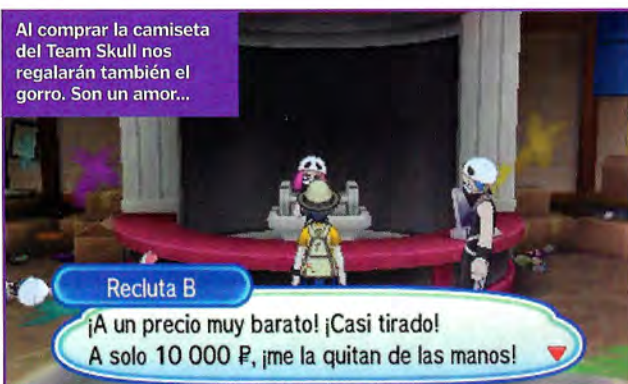 Al comprar la camiseta
del Team Skull nos
regalarán también el
gorro. Son un amor...
Recluta B
¡A un precio muy barato! ¡Casi tirado!
A solo 10 000 ₽, ¡me la quitan de las manos!